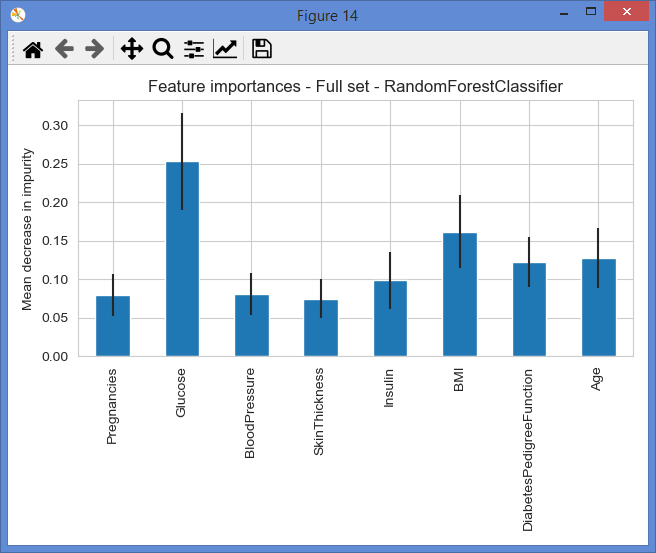 Figure 14
Feature importances - Full set - RandomForestClassifier
Mean decrease in impurity
0.30
0.25
0.20
0.15
0.10
0.05
0.00
Pregnancies
Glucose
BloodPressure
SkinThickness
Insulin
BMI
DiabetesPedigreeFunction
Age